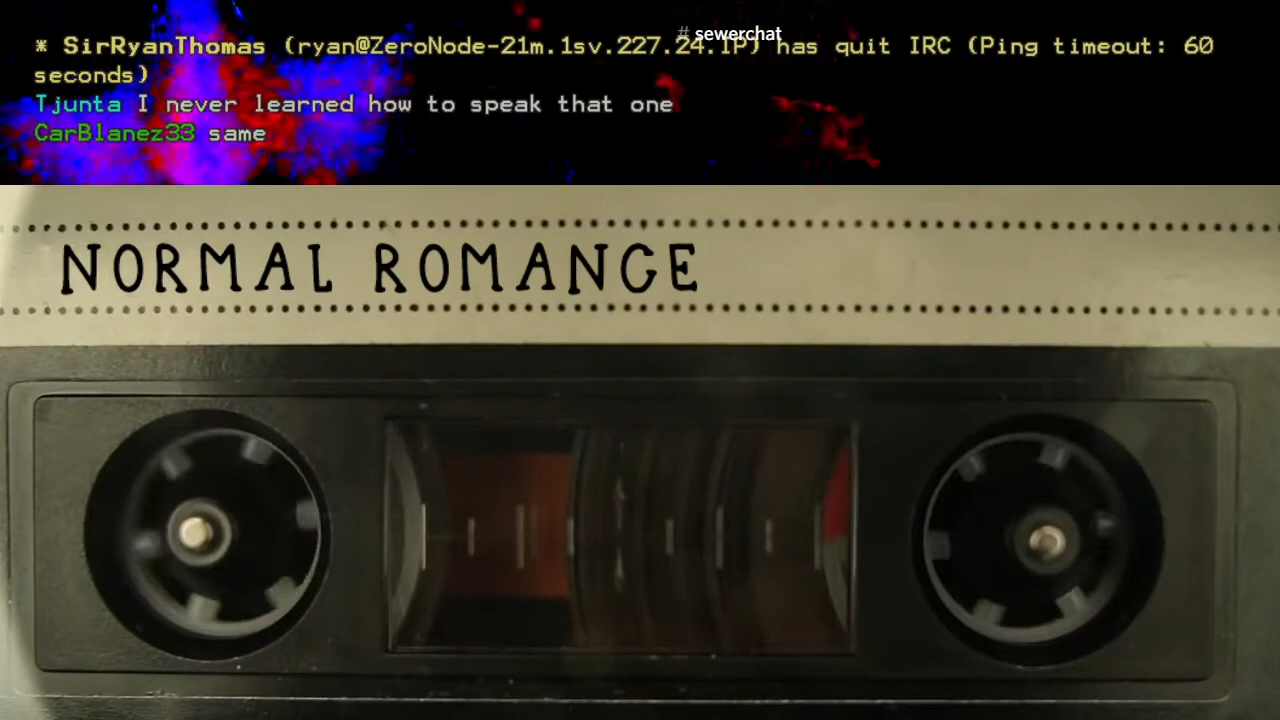 # sewerchat
* SirRyanThomas (ryan@ZeroNode-21m.1sv.227.24.IP) has quit IRC (Ping timeout: 60
seconds)
Tjunta I never learned how to speak that one
CarBlanez33 same
NORMAL ROMANCE